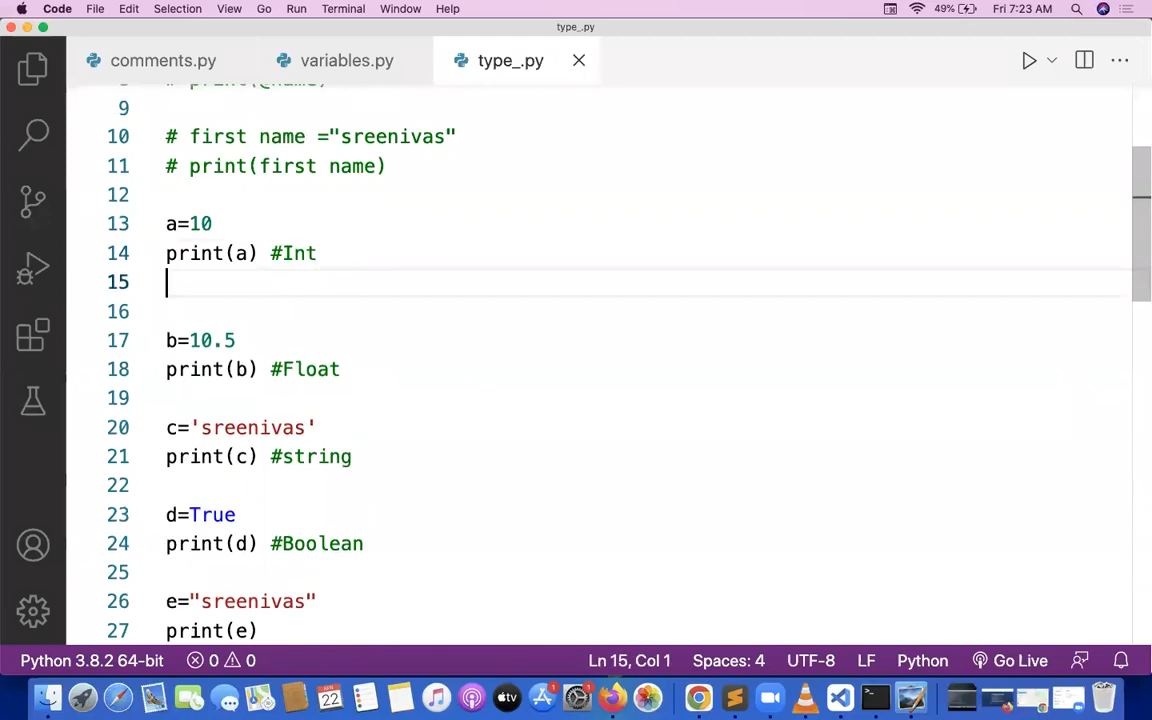 Code File Edit Selection View Go Run Terminal Window Help 49% Fri 7:23 AM
type_.py
comments.py variables.py type_.py
9
10 # first name ="sreenivas"
11 # print(first name)
12
13 a=10
14 print(a) #Int
15
16
17 b=10.5
18 print(b) #Float
19
20 c='sreenivas'
21 print(c) #string
22
23 d=True
24 print(d) #Boolean
25
26 e="sreenivas"
27 print(e)
Python 3.8.2 64-bit 0 0 Ln 15, Col 1 Spaces: 4 UTF-8 LF Python Go Live
22 tv 1 1